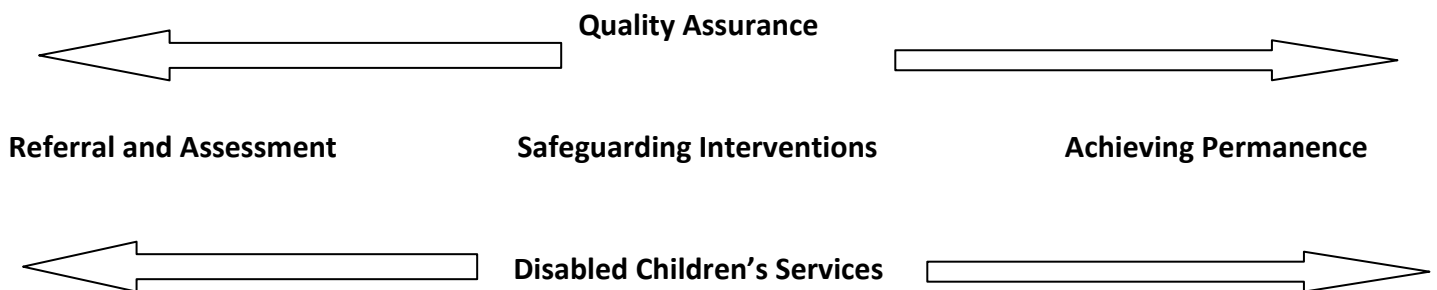 Quality Assurance
Referral and Assessment Safeguarding Interventions Achieving Permanence
Disabled Children’s Services